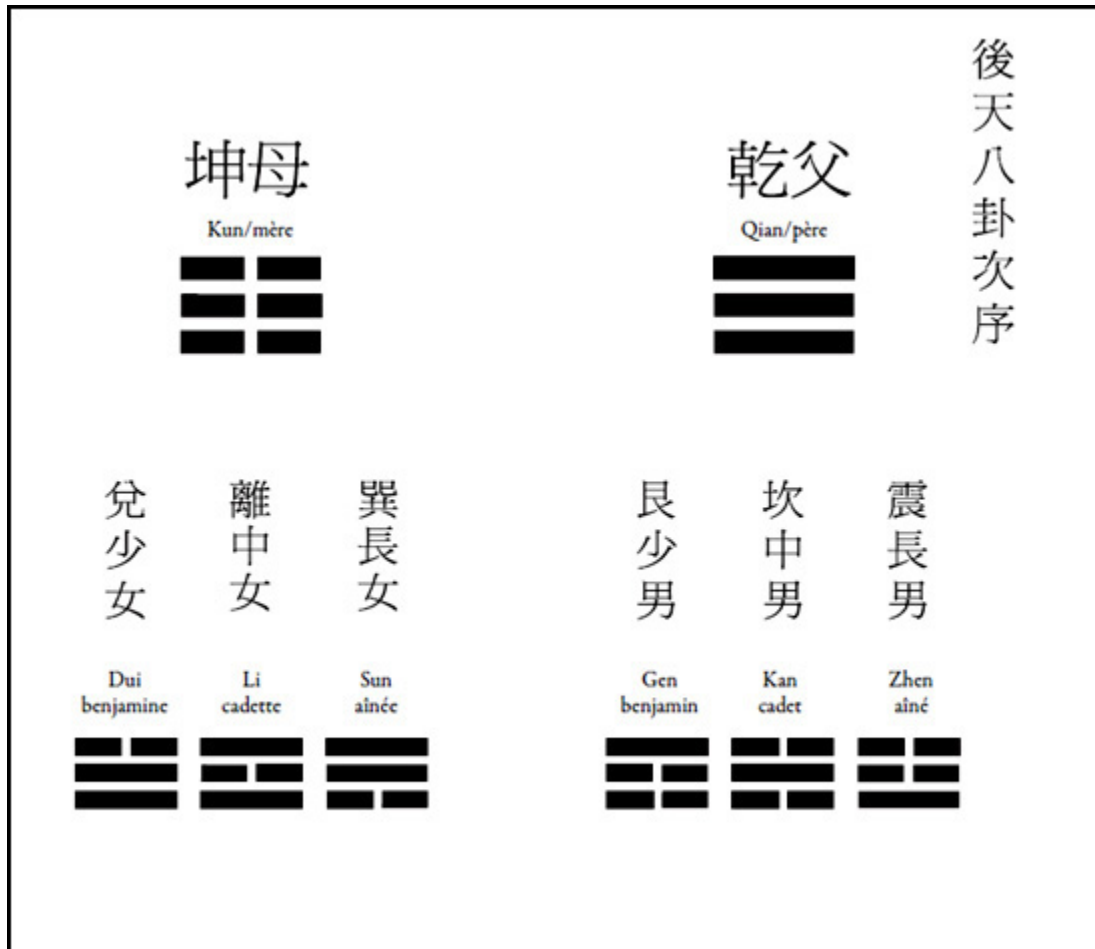 後天八卦次序
乾父
Qian/père
坤母
Kun/mère
震長男
Zhen
aîné
坎中男
Kan
cadet
艮少男
Gen
benjamin
巽長女
Sun
aînée
離中女
Li
cadette
兌少女
Dui
benjamine